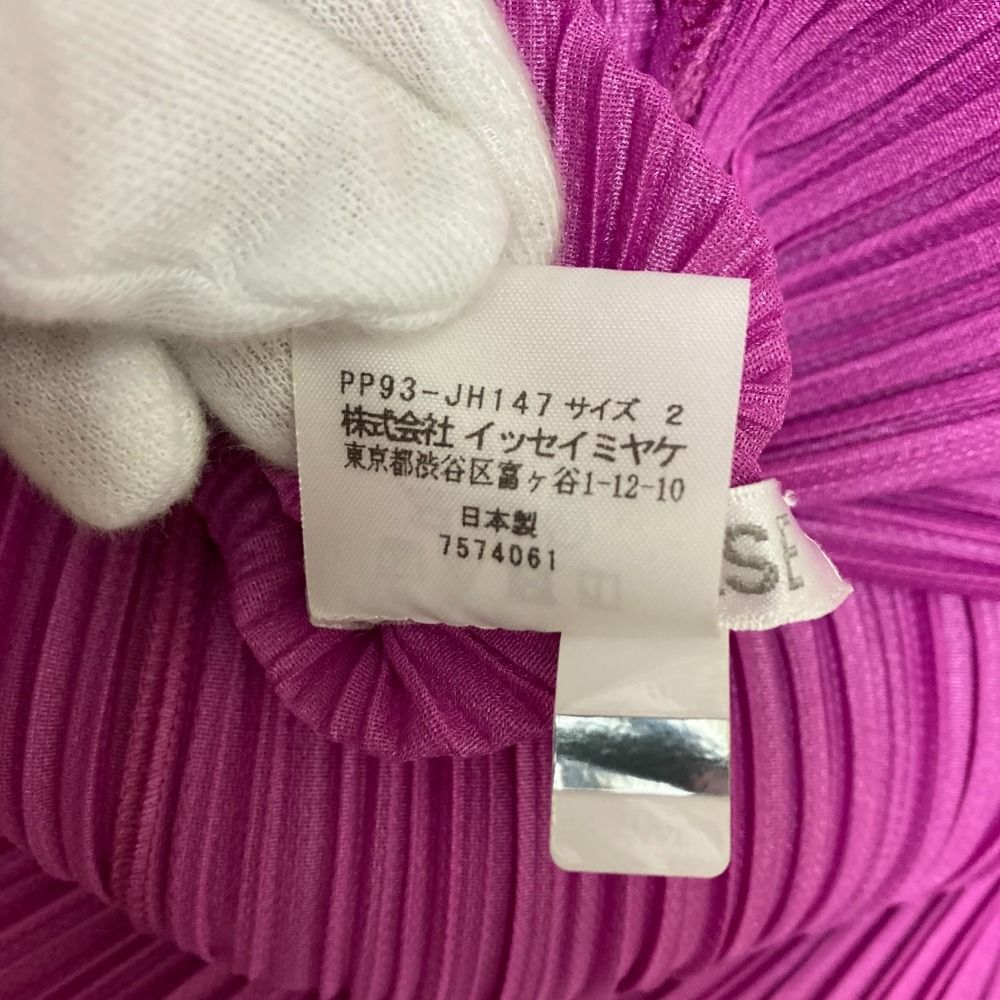 PP93-JH147 サイズ 2
株式会社 イッセイミヤケ
東京都渋谷区富ヶ谷1-12-10
日本製
7574061